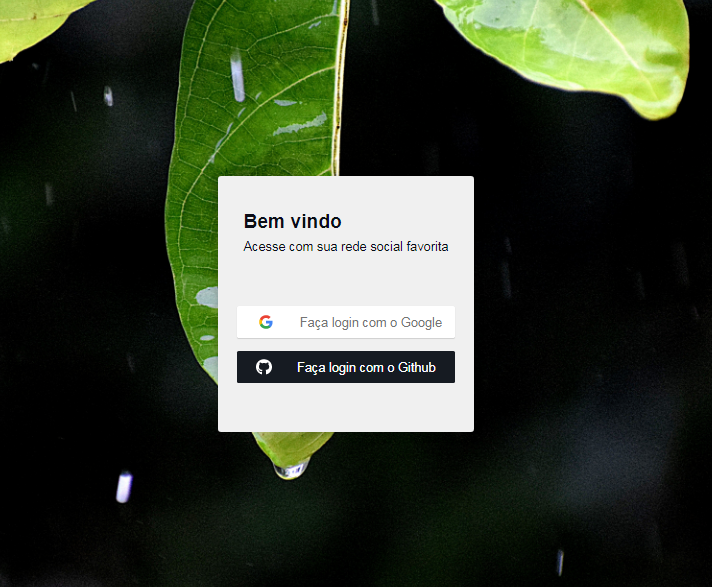 Bem vindo
Acesse com sua rede social favorita
Faça login com o Google
Faça login com o Github